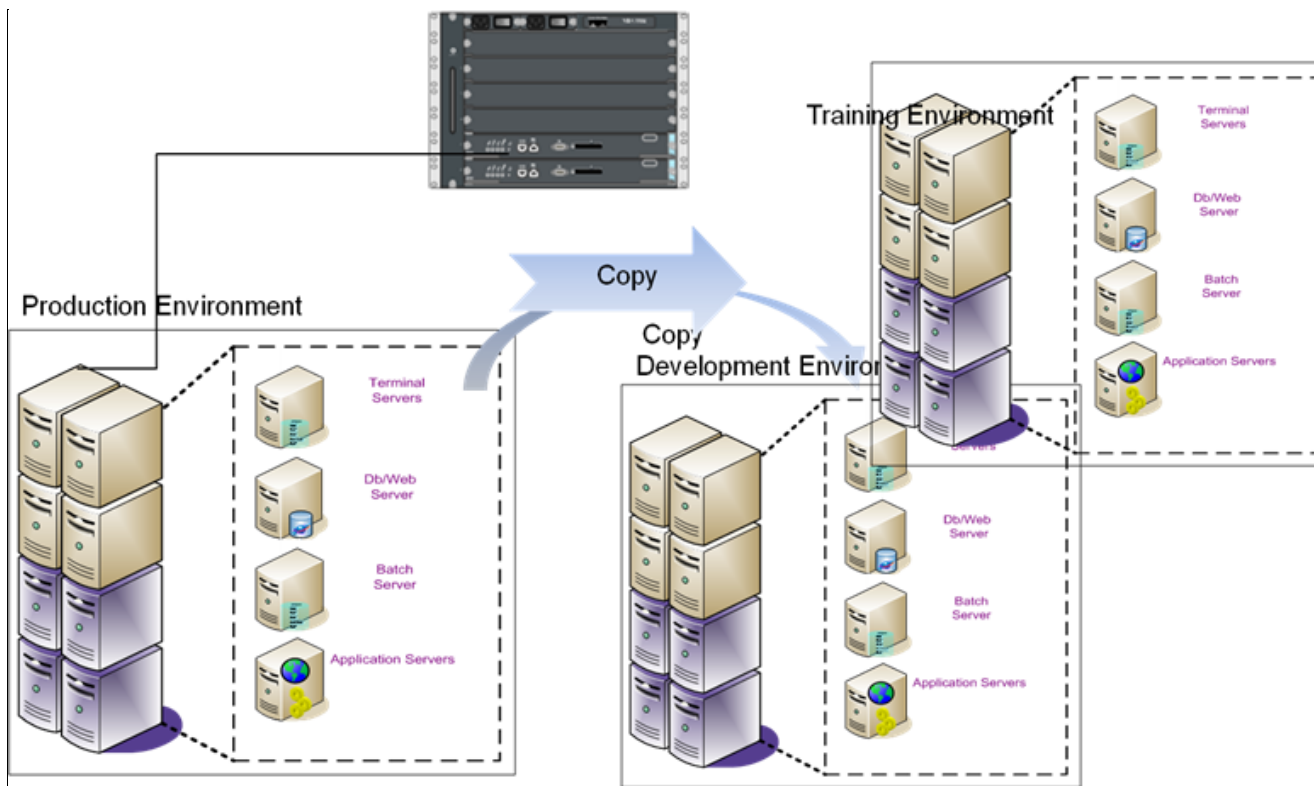 Training Environment
Terminal
Servers
Db/Web
Server
Batch
Server
Application Servers
Copy
Production Environment
Terminal
Servers
Db/Web
Server
Batch
Server
Application Servers
Copy
Development Enviro
Servers
Db/Web
Server
Batch
Server
Application Servers